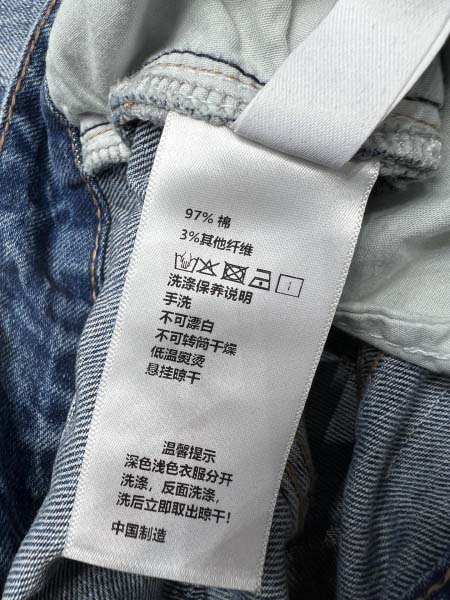 97% 棉
3%其他纤维
洗涤保养说明
手洗
不可漂白
不可转筒干燥
低温熨烫
悬挂晾干
温馨提示
深色浅色衣服分开
洗涤，反面洗涤，
洗后立即取出晾干！
中国制造